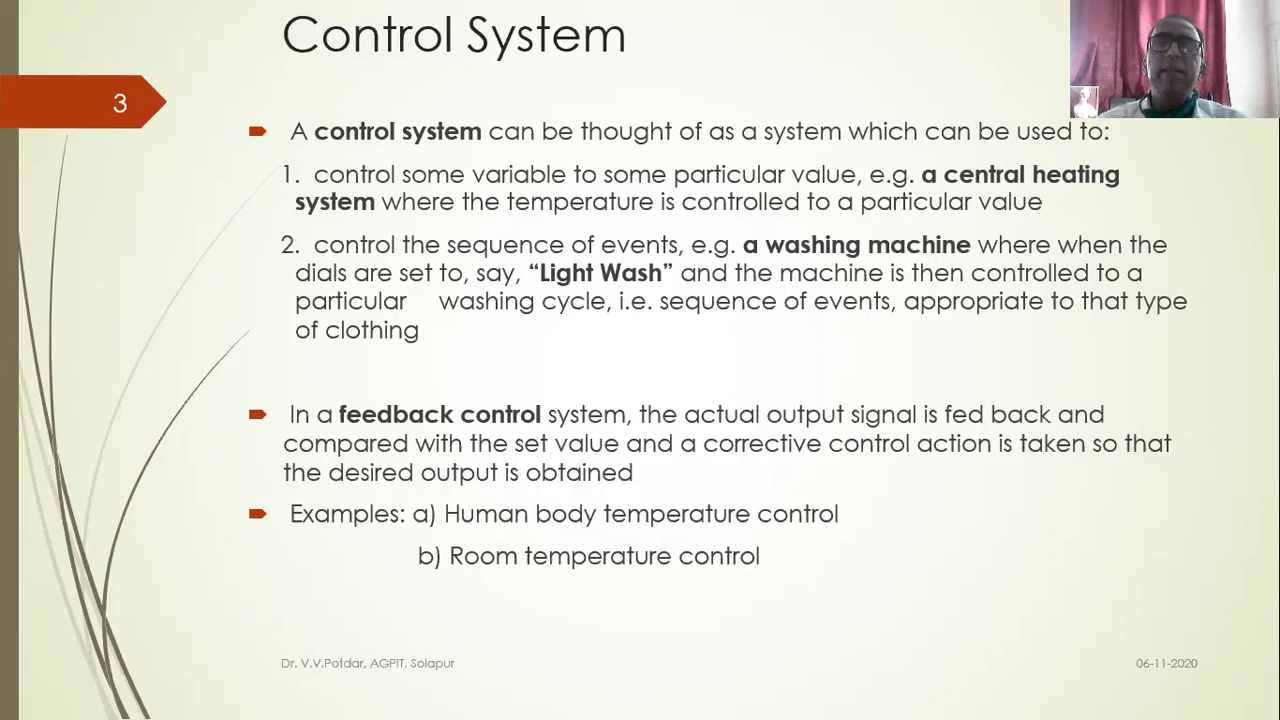 Control System
3
A control system can be thought of as a system which can be used to:
1. control some variable to some particular value, e.g. a central heating
system where the temperature is controlled to a particular value
2. control the sequence of events, e.g. a washing machine where when the
dials are set to, say, “Light Wash” and the machine is then controlled to a
particular washing cycle, i.e. sequence of events, appropriate to that type
of clothing
In a feedback control system, the actual output signal is fed back and
compared with the set value and a corrective control action is taken so that
the desired output is obtained
Examples: a) Human body temperature control
b) Room temperature control
Dr. V.V.Potdar, AGPIT, Solapur
06-11-2020